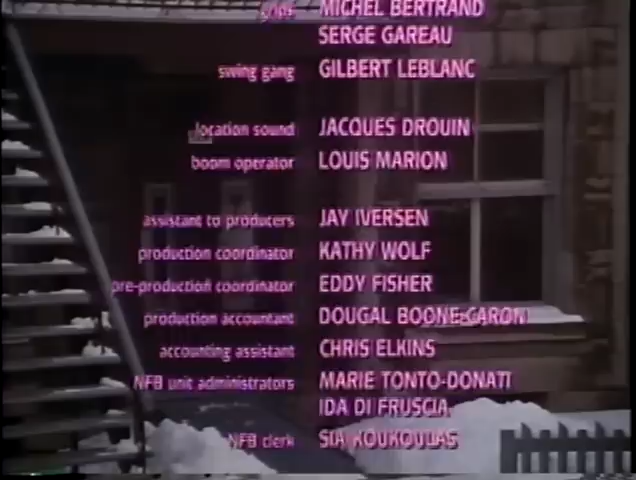 grips MICHEL BERTRAND
SERGE GAREAU
swing gang GILBERT LEBLANC
location sound JACQUES DROUIN
boom operator LOUIS MARION
assistant to producers JAY IVERSEN
production coordinator KATHY WOLF
pre-production coordinator EDDY FISHER
production accountant DOUGAL BOONE-CARON
accounting assistant CHRIS ELKINS
NFB unit administrators MARIE TONTO-DONATI
IDA DI FRUSCIA
NFB clerk SIA KOUKOULAS